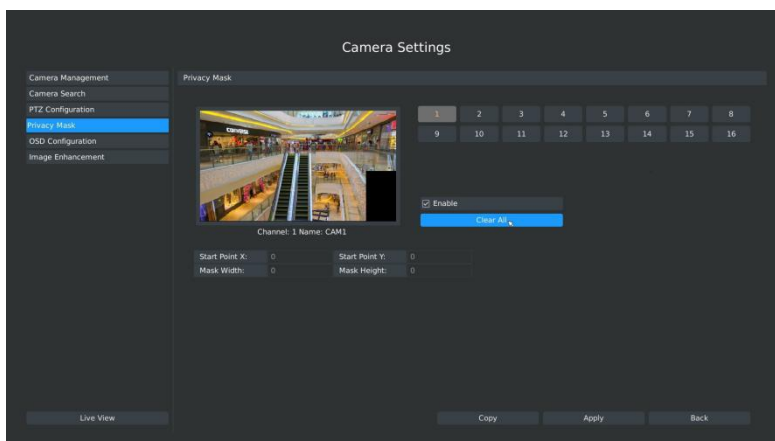 Camera Settings
Camera Management
Camera Search
PTZ Configuration
Privacy Mask
OSD Configuration
Image Enhancement
Privacy Mask
1 2 3 4 5 6 7 8
9 10 11 12 13 14 15 16
Enable
Clear All
Channel: 1 Name: CAM1
Start Point X: 0 Start Point Y: 0
Mask Width: 0 Mask Height: 0
Live View Copy Apply Back